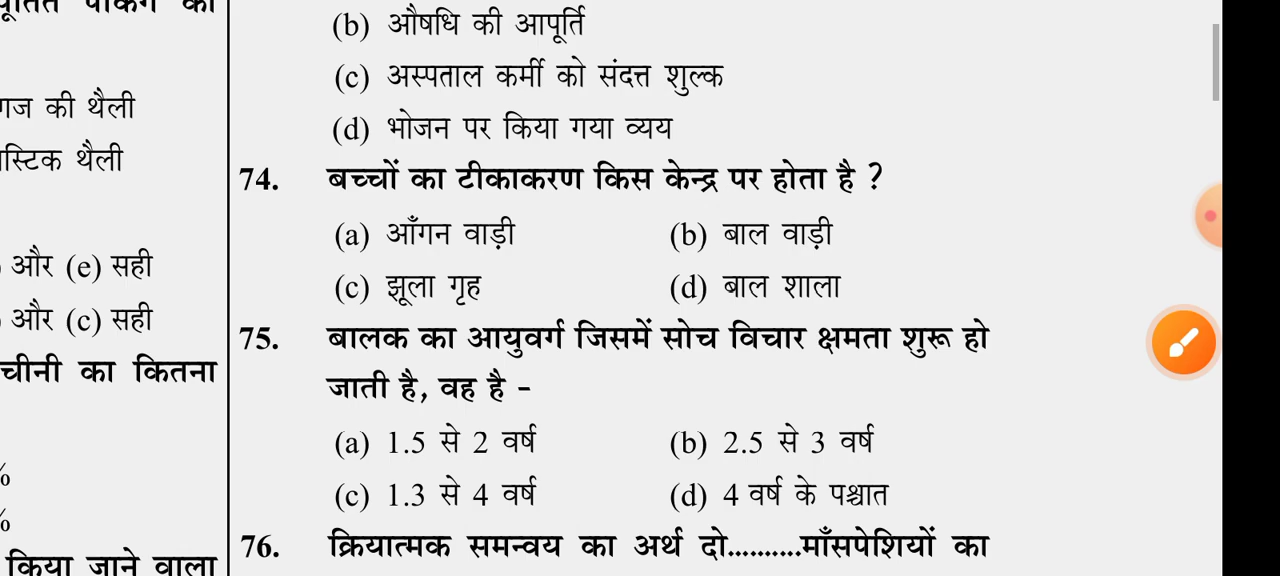 (b) औषधि की आपूर्ति
(c) अस्पताल कर्मी को संदत्त शुल्क
(d) भोजन पर किया गया व्यय
74. बच्चों का टीकाकरण किस केन्द्र पर होता है ?
(a) आँगन वाड़ी (b) बाल वाड़ी
(c) झूला गृह (d) बाल शाला
75. बालक का आयुवर्ग जिसमें सोच विचार क्षमता शुरू हो
जाती है, वह है -
(a) 1.5 से 2 वर्ष (b) 2.5 से 3 वर्ष
(c) 1.3 से 4 वर्ष (d) 4 वर्ष के पश्चात
76. क्रियात्मक समन्वय का अर्थ दो..........माँसपेशियों का
की थैली
थैली
और (e) सही
और (c) सही
चीनी का कितना
%
%
किया जाने वाला